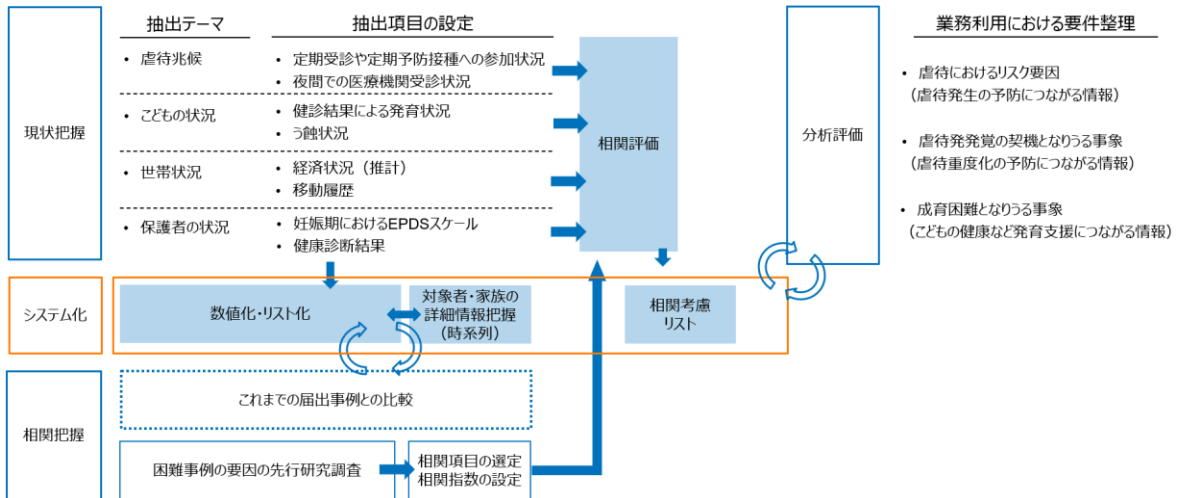 抽出テーマ
抽出項目の設定
業務利用における要件整理
現状把握
• 虐待兆候
• 定期受診や定期予防接種への参加状況
• 夜間での医療機関受診状況
• こどもの状況
• 健診結果による発育状況
• う蝕状況
• 世帯状況
• 経済状況（推計）
• 移動履歴
• 保護者の状況
• 妊娠期におけるEPDSスケール
• 健康診断結果
相関評価
分析評価
• 虐待におけるリスク要因
（虐待発生の予防につながる情報）
• 虐待発発覚の契機となりうる事象
（虐待重度化の予防につながる情報）
• 成育困難となりうる事象
（こどもの健康など発育支援につながる情報）
システム化
数値化・リスト化
対象者・家族の
詳細情報把握
（時系列）
相関考慮
リスト
相関把握
これまでの届出事例との比較
困難事例の要因の先行研究調査
相関項目の選定
相関指数の設定